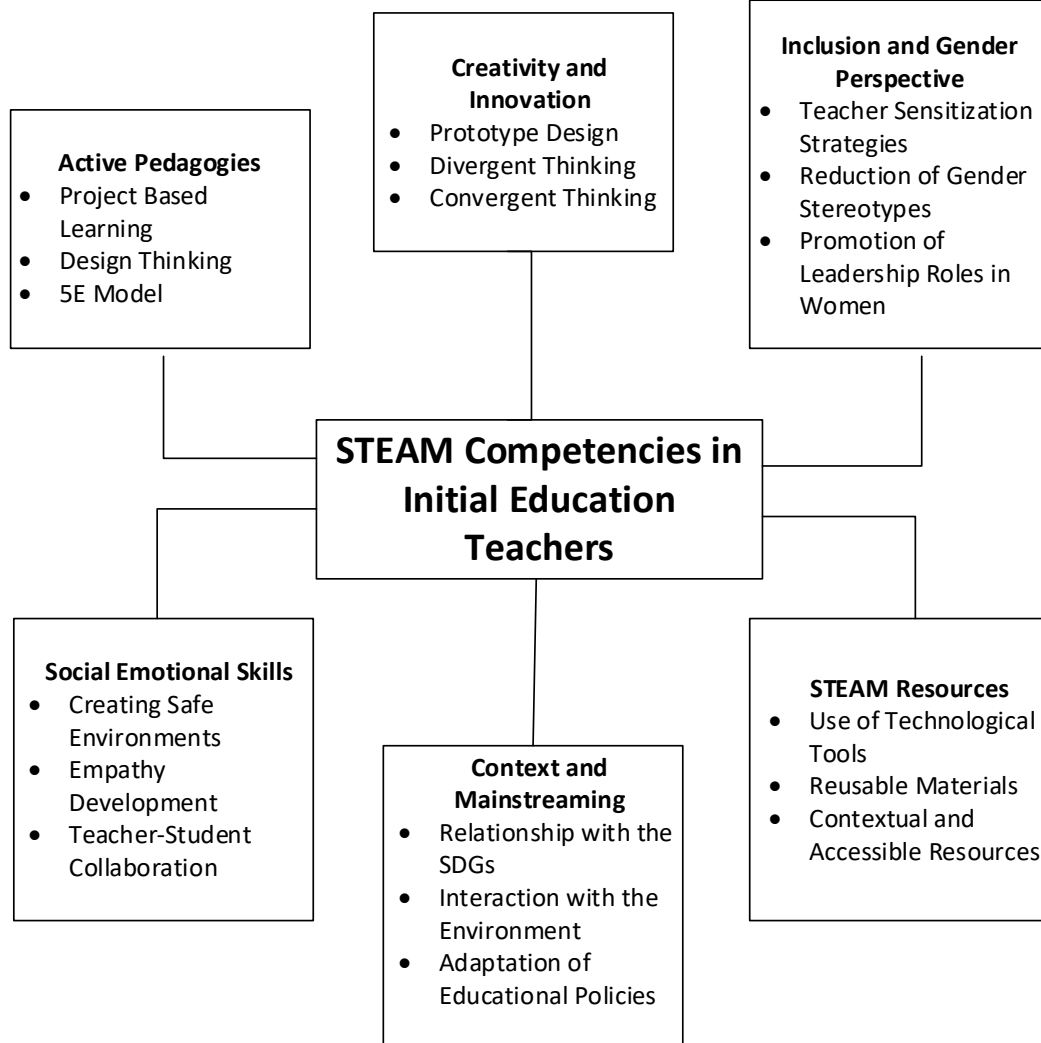 Active Pedagogies
• Project Based
Learning
• Design Thinking
• 5E Model
Creativity and
Innovation
• Prototype Design
• Divergent Thinking
• Convergent Thinking
Inclusion and Gender
Perspective
• Teacher Sensitization
Strategies
• Reduction of Gender
Stereotypes
• Promotion of
Leadership Roles in
Women
STEAM Competencies in
Initial Education
Teachers
Social Emotional Skills
• Creating Safe
Environments
• Empathy
Development
• Teacher-Student
Collaboration
Context and
Mainstreaming
• Relationship with the
SDGs
• Interaction with the
Environment
• Adaptation of
Educational Policies
STEAM Resources
• Use of Technological
Tools
• Reusable Materials
• Contextual and
Accessible Resources